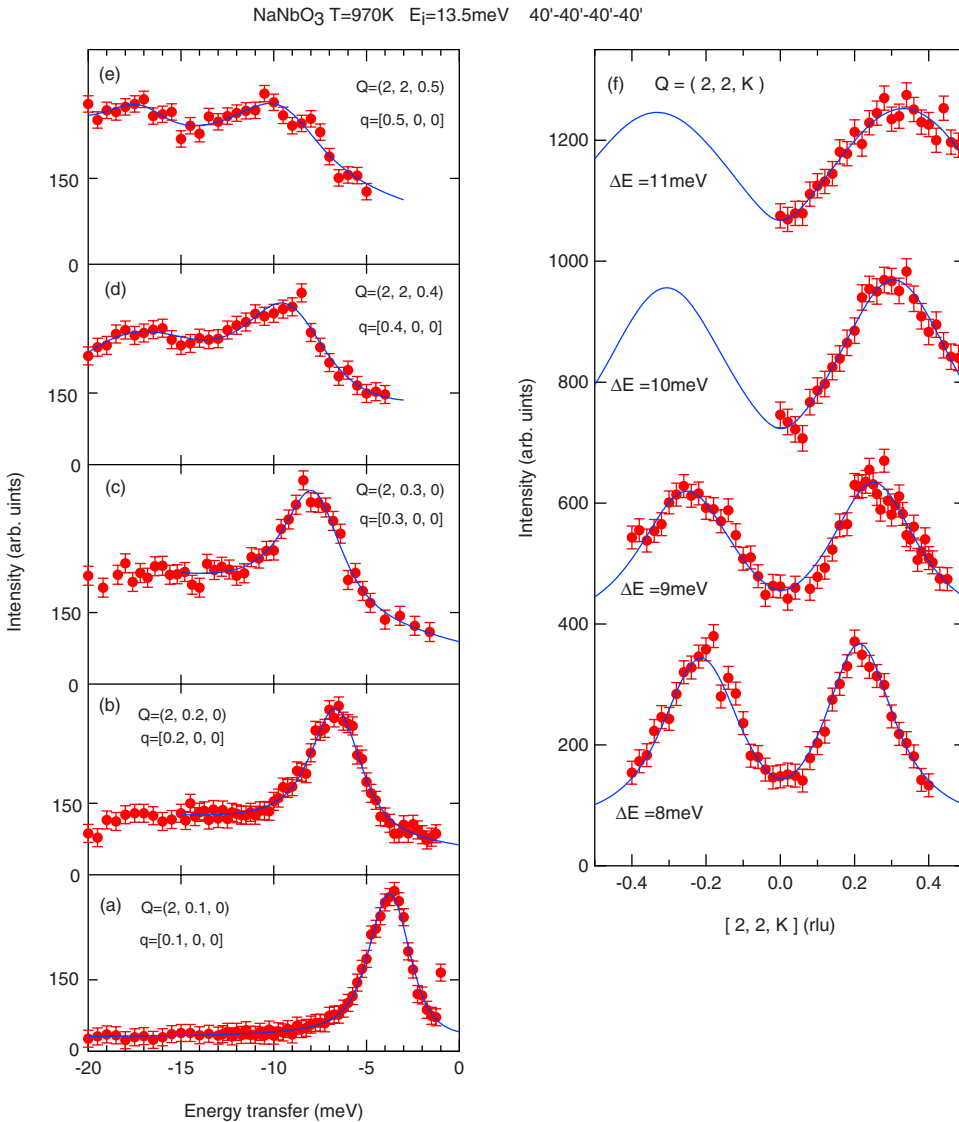 NaNbO3 T=970K Ei=13.5meV 40'-40'-40'-40'
(e)
Q=(2, 2, 0.5)
q=[0.5, 0, 0]
150
0
(d)
Q=(2, 2, 0.4)
q=[0.4, 0, 0]
150
0
(c)
Q=(2, 0.3, 0)
q=[0.3, 0, 0]
150
0
(b)
Q=(2, 0.2, 0)
q=[0.2, 0, 0]
150
0
(a)
Q=(2, 0.1, 0)
q=[0.1, 0, 0]
150
0
-20 -15 -10 -5 0
Energy transfer (meV)
Intensity (arb. uints)
(f) Q = ( 2, 2, K )
1200
ΔE =11meV
1000
800
ΔE =10meV
600
ΔE =9meV
400
200
ΔE =8meV
0
-0.4 -0.2 0.0 0.2 0.4
[ 2, 2, K ] (rlu)
Intensity (arb. uints)